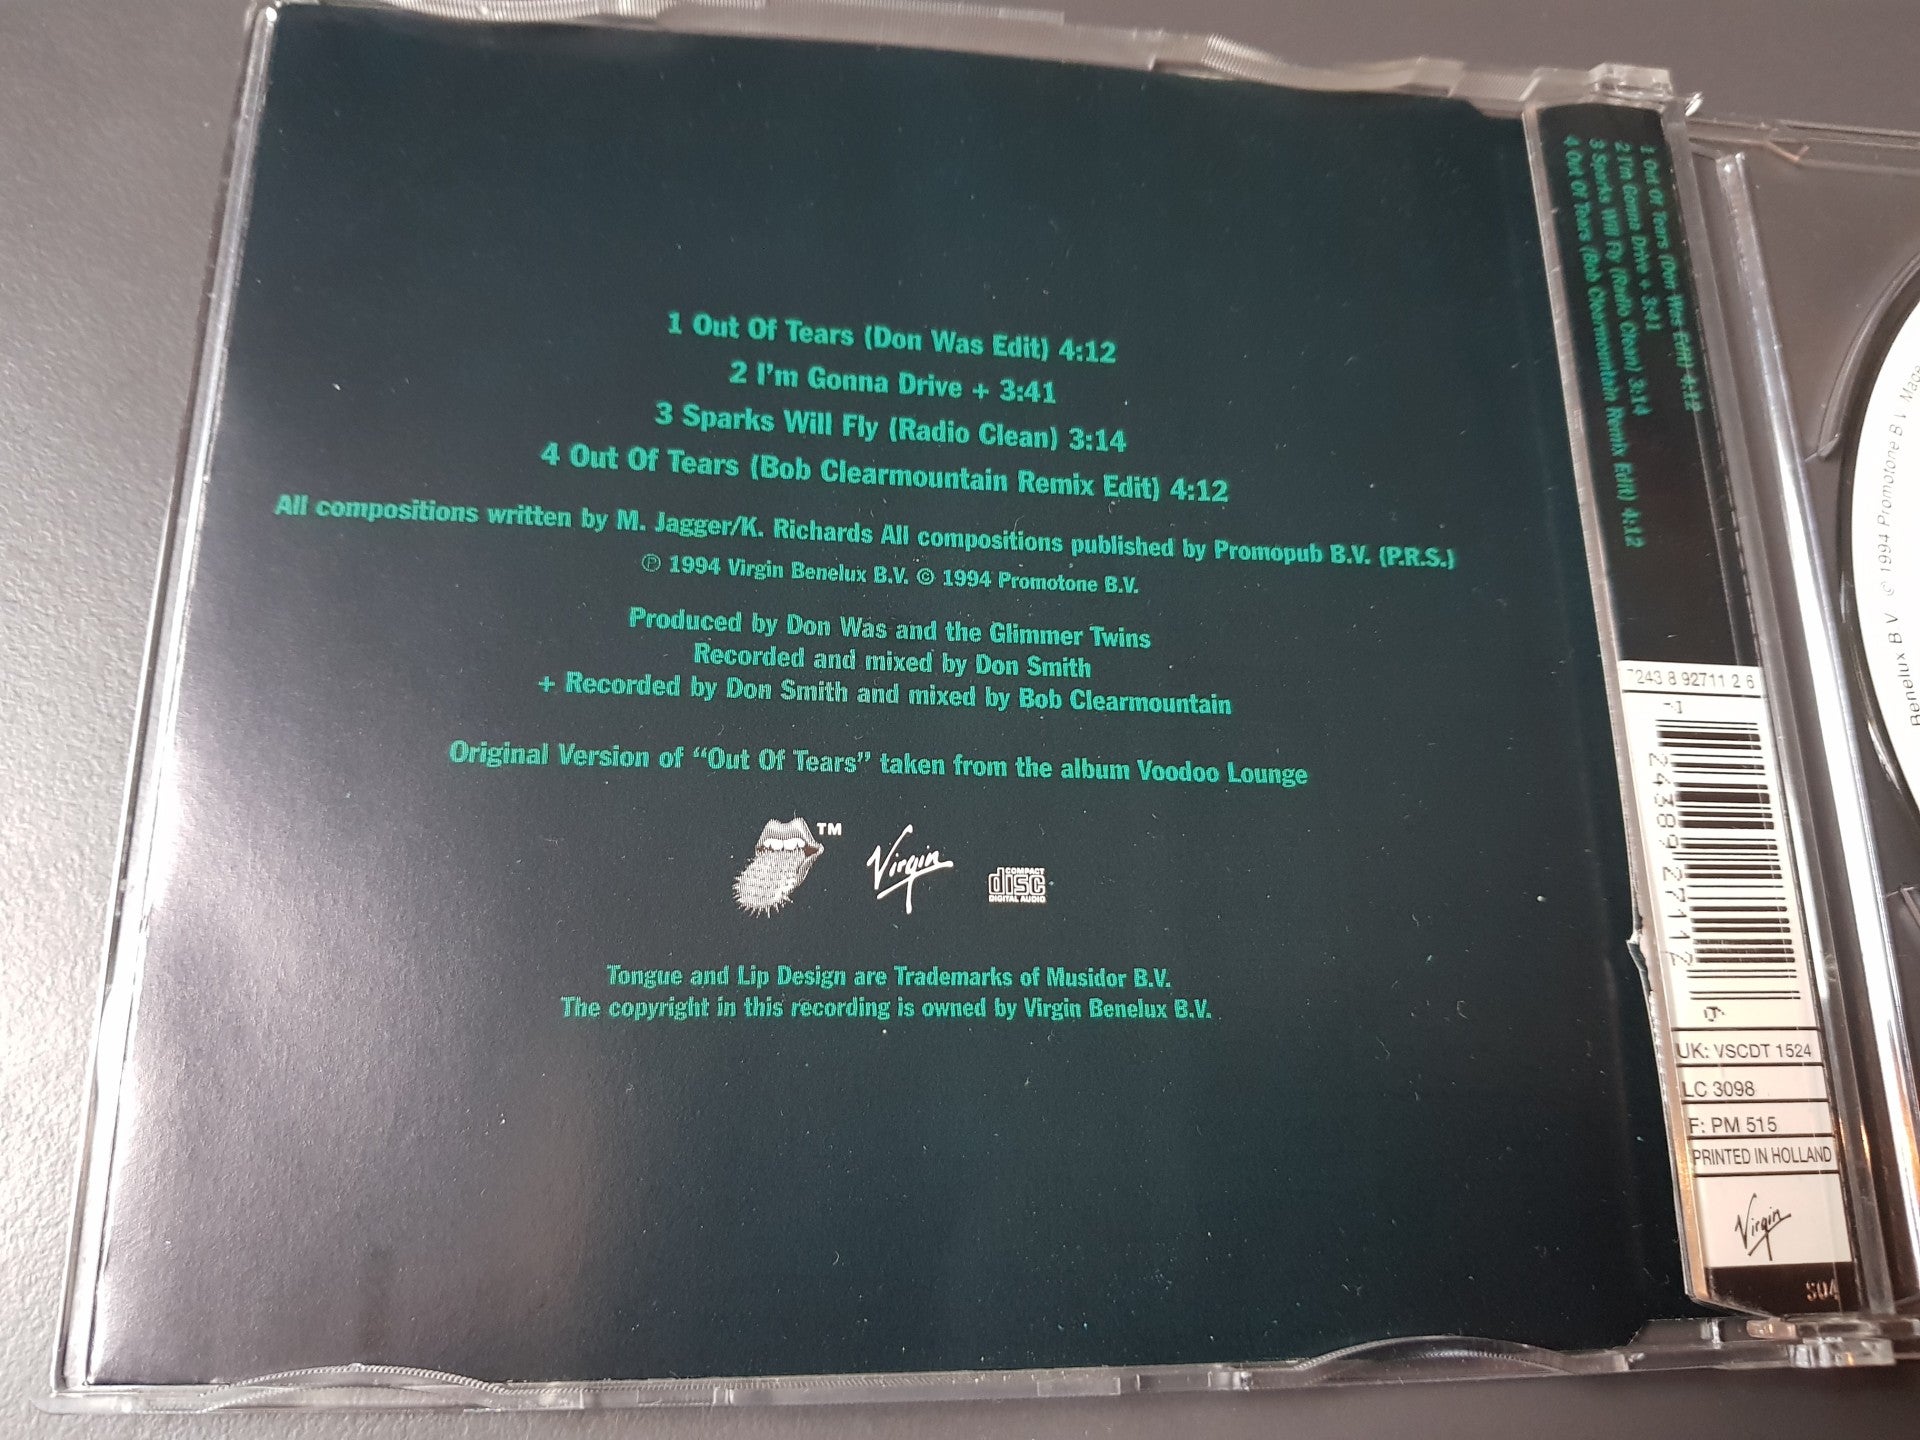 1 Out Of Tears (Don Was Edit) 4:12
2 I'm Gonna Drive + 3:41
3 Sparks Will Fly (Radio Clean) 3:14
4 Out Of Tears (Bob Clearmountain Remix Edit) 4:12
All compositions written by M. Jagger/K. Richards All compositions published by Promopub B.V. (P.R.S.)
℗ 1994 Virgin Benelux B.V. © 1994 Promotone B.V.
Produced by Don Was and the Glimmer Twins
Recorded and mixed by Don Smith
+ Recorded by Don Smith and mixed by Bob Clearmountain
Original Version of “Out Of Tears” taken from the album Voodoo Lounge
TM
Virgin
COMPACT
disc
DIGITAL AUDIO
Tongue and Lip Design are Trademarks of Musidor B.V.
The copyright in this recording is owned by Virgin Benelux B.V.
1 Out Of Tears (Don Was Edit) 4:12
2 I'm Gonna Drive + 3:41
3 Sparks Will Fly (Radio Clean) 3:14
4 Out Of Tears (Bob Clearmountain Remix Edit) 4:12
7243 8 92711 2 6
7 24389 27112 6
UK: VSCDT 1524
LC 3098
F: PM 515
PRINTED IN HOLLAND
Virgin
Benelux B V © 1994 Promotone B